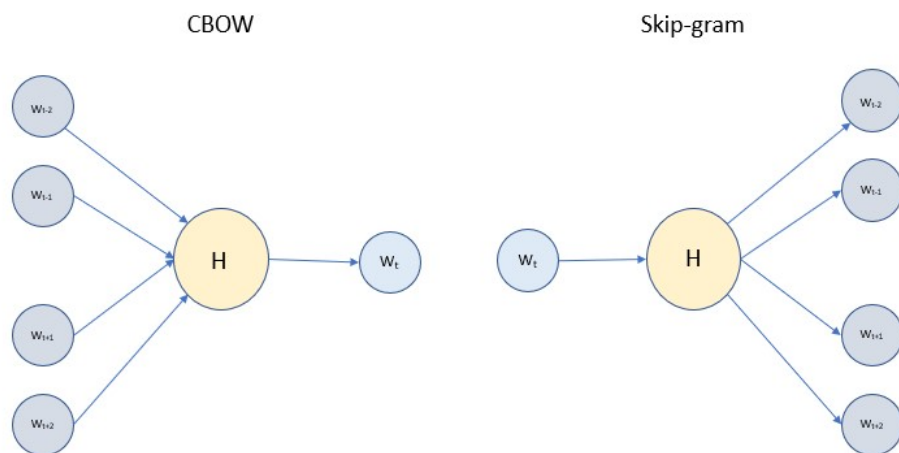 CBOW
Wt-2
Wt-1
Wt+1
Wt+2
H
Wt
Skip-gram
Wt
H
Wt-2
Wt-1
Wt+1
Wt+2